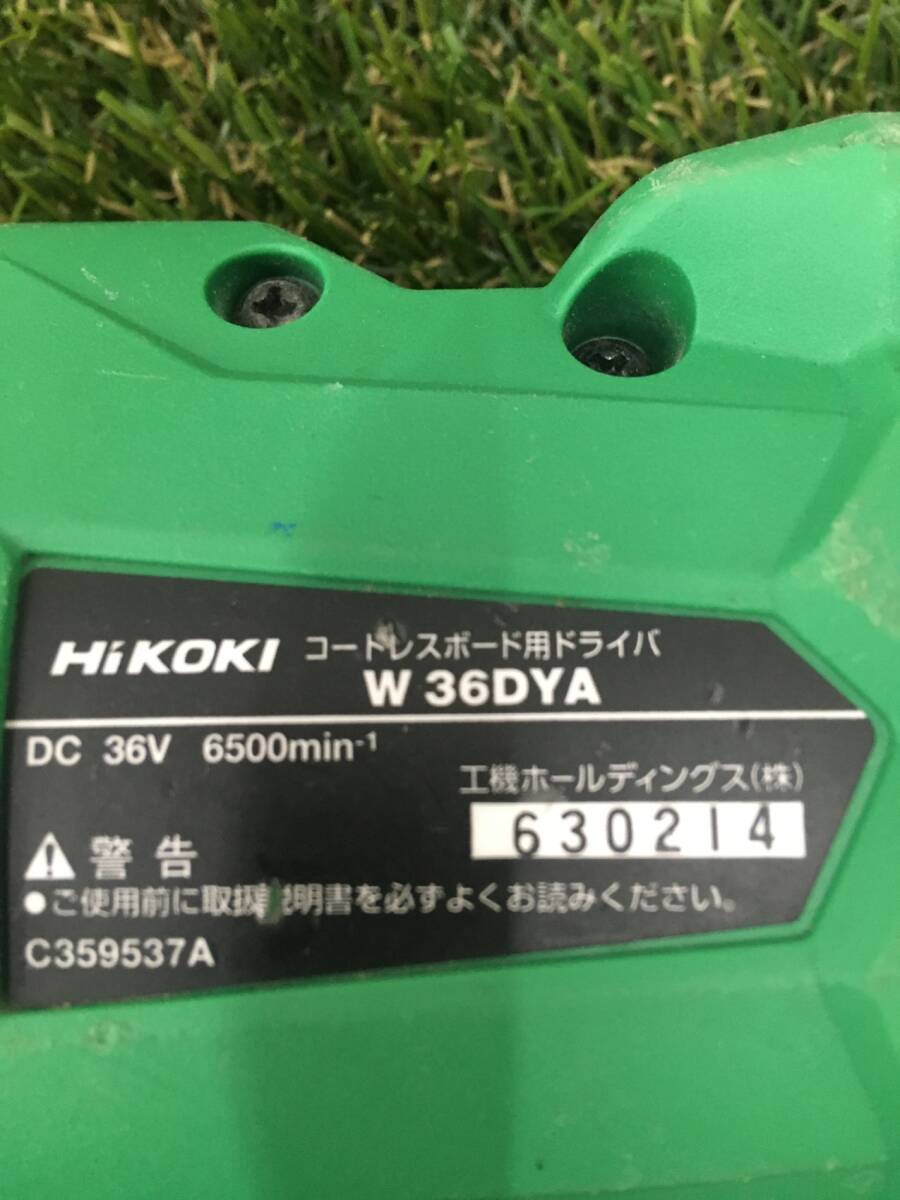 HiKOKI コードレスボード用ドライバ
W 36DYA
DC 36V 6500min⁻¹
工機ホールディングス(株)
630214
警告
●ご使用前に取扱説明書を必ずよくお読みください。
C359537A